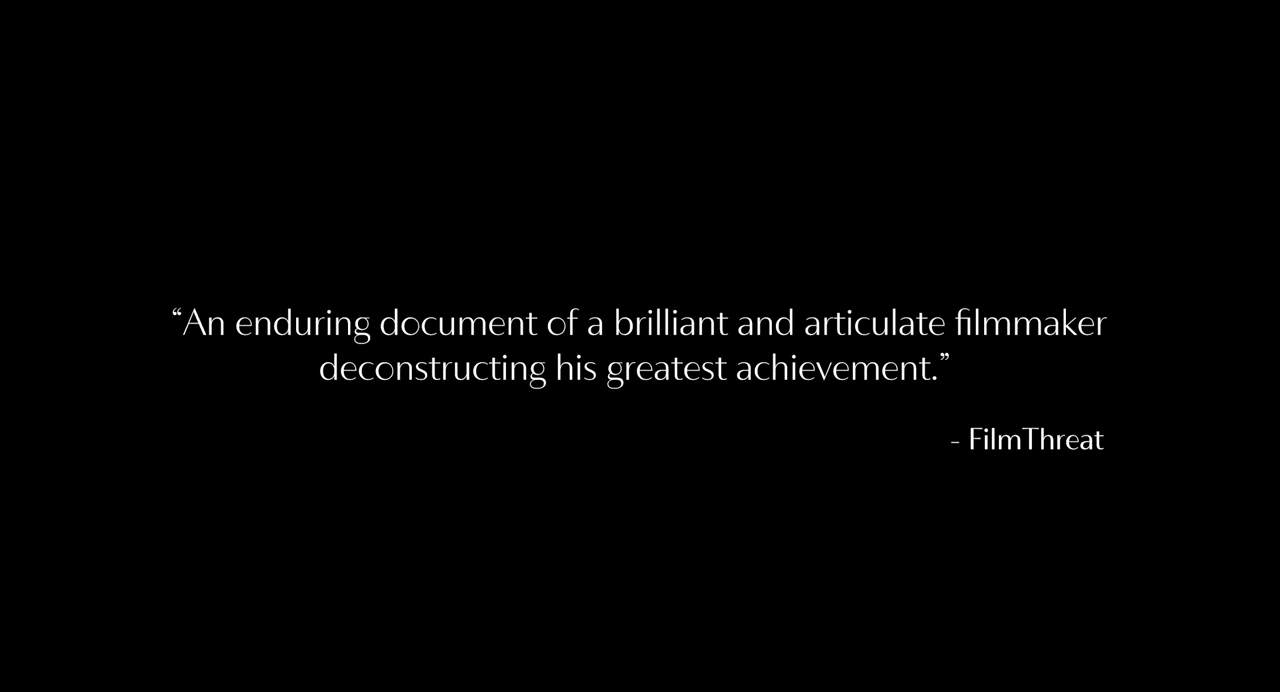 “An enduring document of a brilliant and articulate filmmaker
deconstructing his greatest achievement.”
- FilmThreat